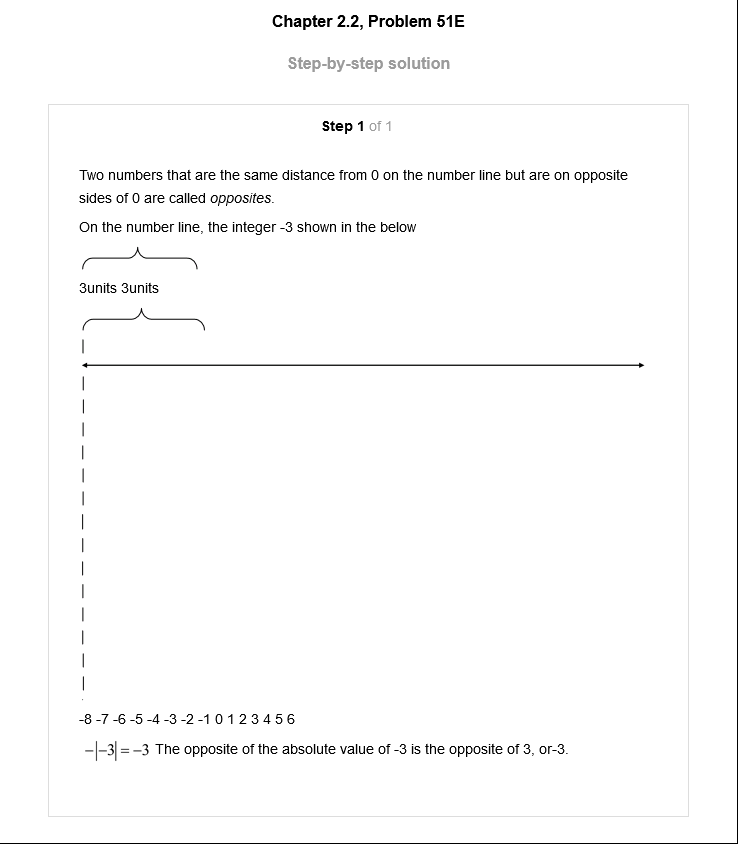 Chapter 2.2, Problem 51E
Step-by-step solution
Step 1 of 1
Two numbers that are the same distance from 0 on the number line but are on opposite
sides of 0 are called opposites.
On the number line, the integer -3 shown in the below
3units 3units
-8 -7 -6 -5 -4 -3 -2 -1 0 1 2 3 4 5 6
−|−3| = −3 The opposite of the absolute value of -3 is the opposite of 3, or-3.